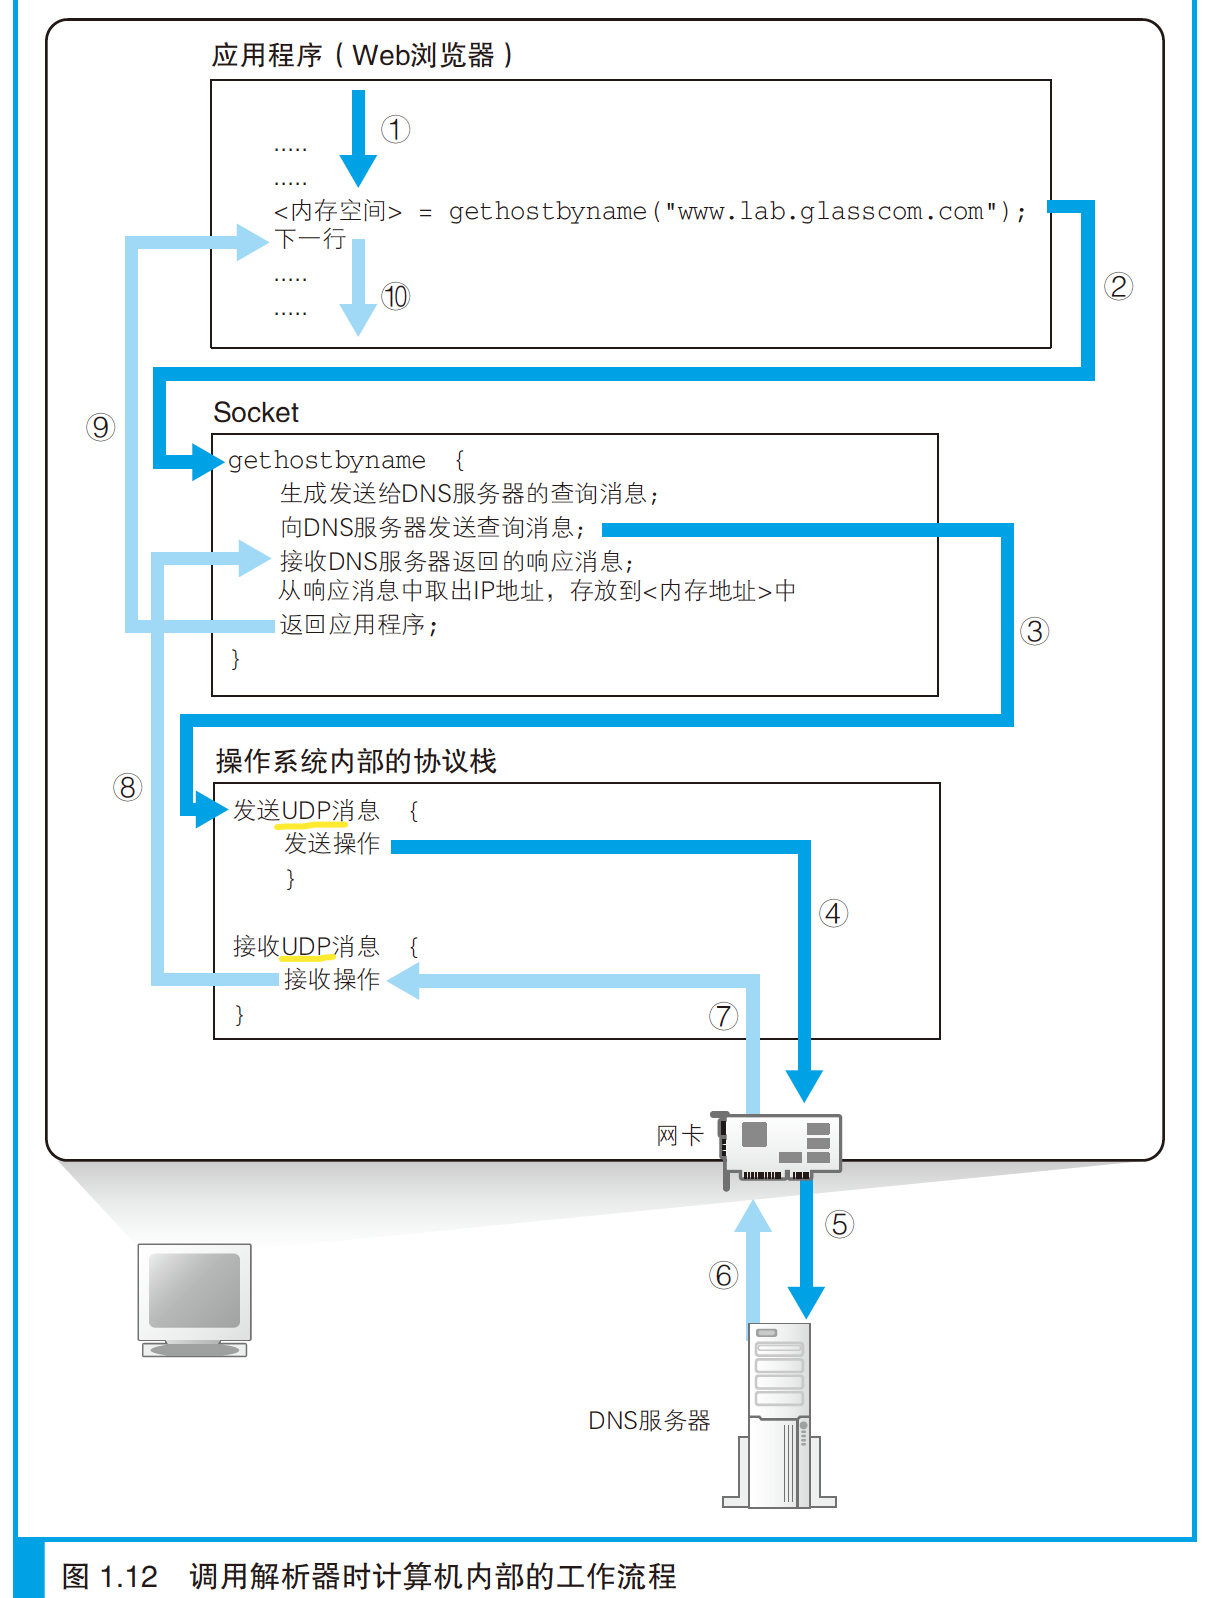 应用程序（Web浏览器）
①
.....
.....
<内存空间> = gethostbyname("www.lab.glasscom.com");
下一行
②
.....
⑩
.....
Socket
⑨
gethostbyname {
生成发送给DNS服务器的查询消息;
向DNS服务器发送查询消息;
接收DNS服务器返回的响应消息;
从响应消息中取出IP地址，存放到<内存地址>中
返回应用程序;
③
}
操作系统内部的协议栈
⑧
发送UDP消息 {
发送操作
}
④
接收UDP消息 {
接收操作
}
⑦
网卡
⑤
⑥
DNS服务器
图 1.12 调用解析器时计算机内部的工作流程